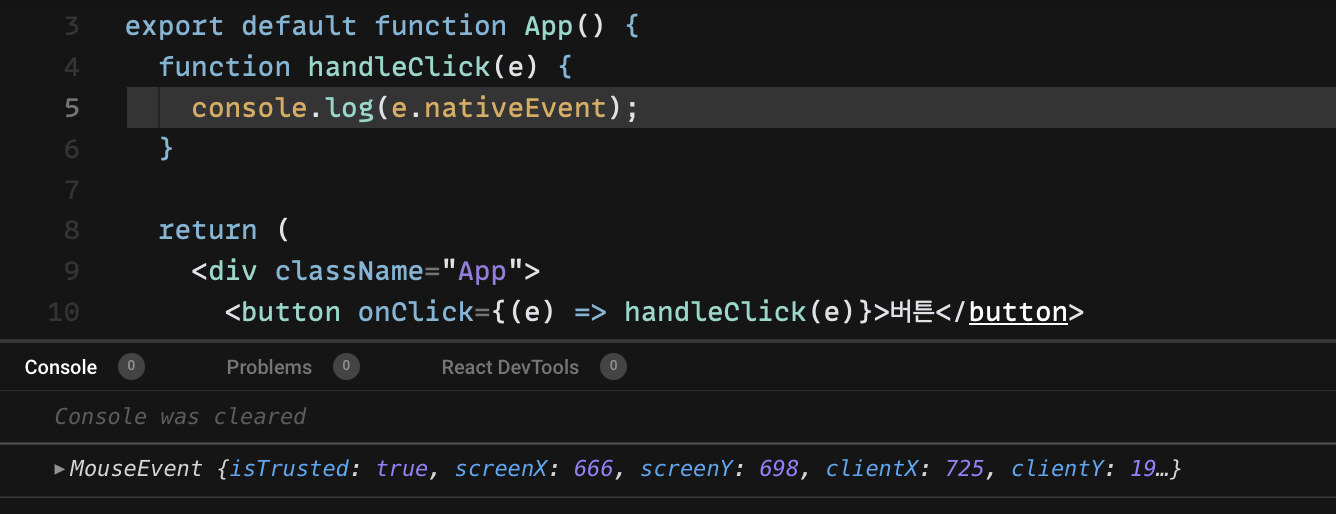 3 export default function App() {
4 function handleClick(e) {
5 console.log(e.nativeEvent);
6 }
7
8 return (
9 <div className="App">
10 <button onClick={(e) => handleClick(e)}>버튼</button>
Console 0 Problems 0 React DevTools 0
Console was cleared
▶MouseEvent {isTrusted: true, screenX: 666, screenY: 698, clientX: 725, clientY: 19…}